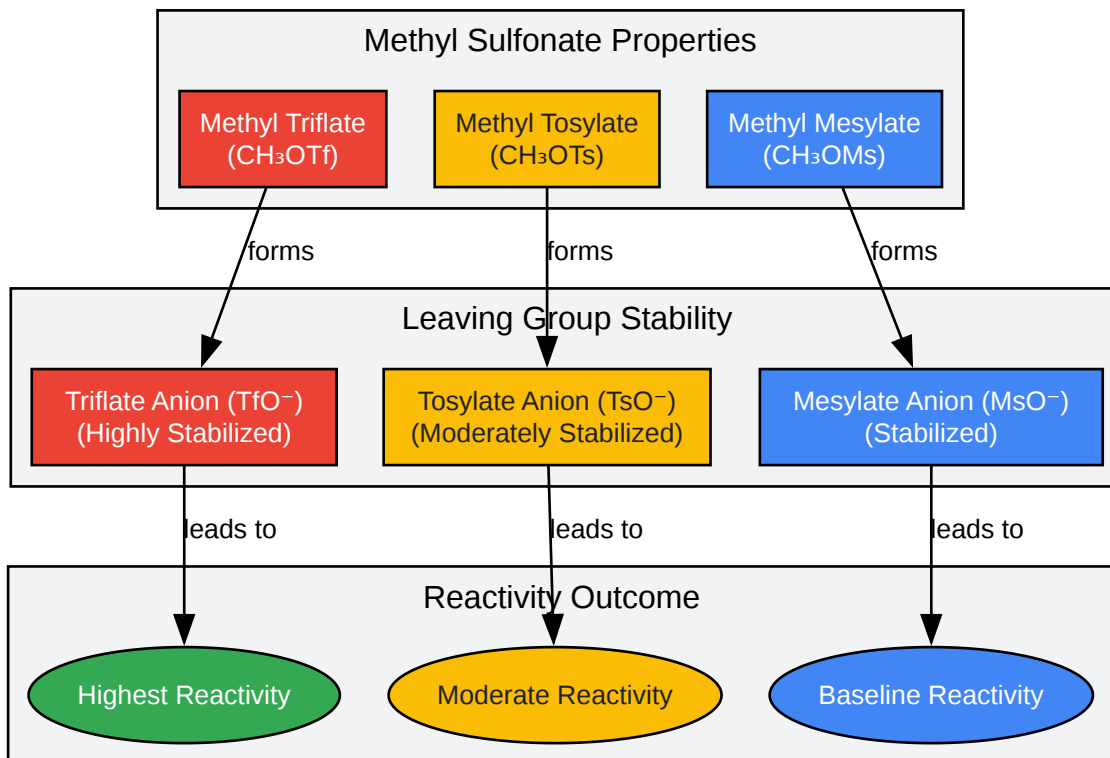 Methyl Sulfonate Properties
Methyl Triflate
(CH₃OTf)
Methyl Tosylate
(CH₃OTs)
Methyl Mesylate
(CH₃OMs)
forms
forms
forms
Leaving Group Stability
Triflate Anion (TfO⁻)
(Highly Stabilized)
Tosylate Anion (TsO⁻)
(Moderately Stabilized)
Mesylate Anion (MsO⁻)
(Stabilized)
leads to
leads to
leads to
Reactivity Outcome
Highest Reactivity
Moderate Reactivity
Baseline Reactivity